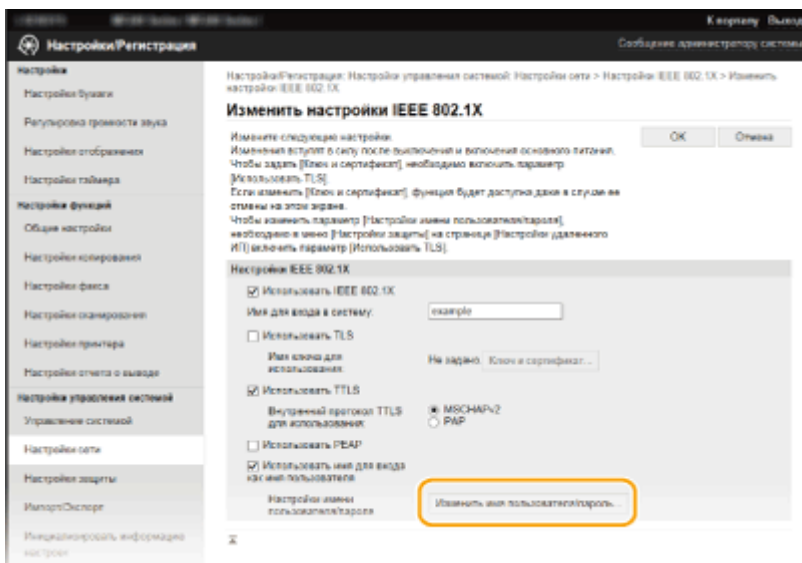 К порталу Выход
Настройки/Регистрация
Сообщение администратору системы
Настройки
Настройки бумаги
Регулировка громкости звука
Настройки отображения
Настройки таймера
Настройки функций
Общие настройки
Настройки копирования
Настройки факса
Настройки сканирования
Настройки принтера
Настройки отчета о выводе
Настройки управления системой
Управление системой
Настройки сети
Настройки защиты
Импорт/Экспорт
Инициализировать информацию
настроек
Настройки/Регистрация: Настройки управления системой: Настройки сети > Настройки IEEE 802.1X > Изменить
настройки IEEE 802.1X
Изменить настройки IEEE 802.1X
Измените следующие настройки.
Изменения вступят в силу после выключения и включения основного питания.
Чтобы задать [Ключ и сертификат], необходимо включить параметр
[Использовать TLS].
Если изменить [Ключ и сертификат], функция будет доступна даже в случае ее
отмены на этом экране.
Чтобы изменить параметр [Настройки имени пользователя/пароля],
необходимо в меню [Настройки защиты] на странице [Настройки удаленного
ИП] включить параметр [Использовать TLS].
OK Отмена
Настройки IEEE 802.1X
Использовать IEEE 802.1X
Имя для входа в систему: example
Использовать TLS
Имя ключа для
использования: Не задано. Ключ и сертификат...
Использовать TTLS
Внутренний протокол TTLS
для использования: MSCHAPv2
PAP
Использовать PEAP
Использовать имя для входа
как имя пользователя
Настройки имени
пользователя/пароля Изменить имя пользователя/пароль...